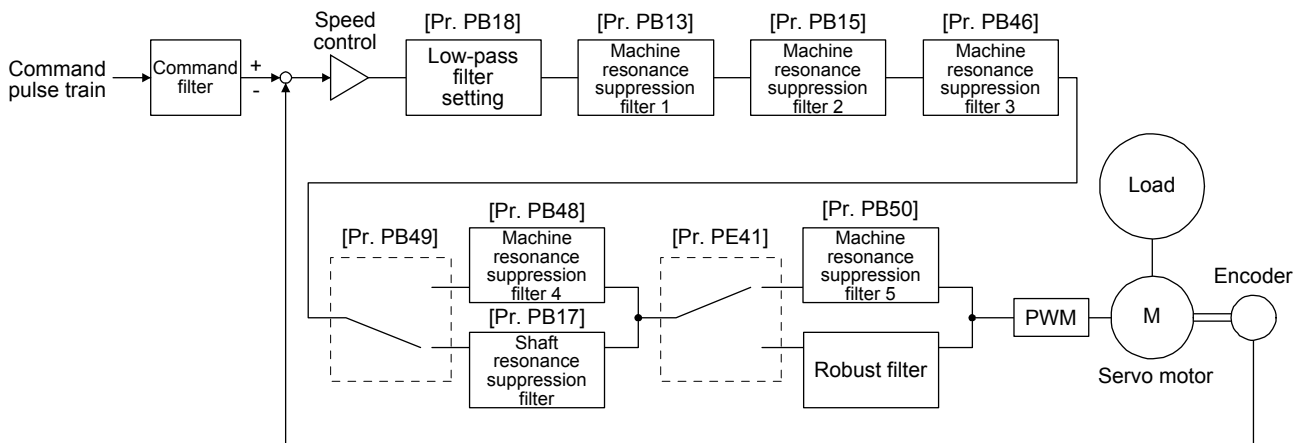 Command
pulse train
Command
filter
+
-
Speed
control
[Pr. PB18]
Low-pass
filter
setting
[Pr. PB13]
Machine
resonance
suppression
filter 1
[Pr. PB15]
Machine
resonance
suppression
filter 2
[Pr. PB46]
Machine
resonance
suppression
filter 3
[Pr. PB49]
[Pr. PB48]
Machine
resonance
suppression
filter 4
[Pr. PB17]
Shaft
resonance
suppression
filter
[Pr. PE41]
[Pr. PB50]
Machine
resonance
suppression
filter 5
Robust filter
PWM
Load
M
Servo motor
Encoder